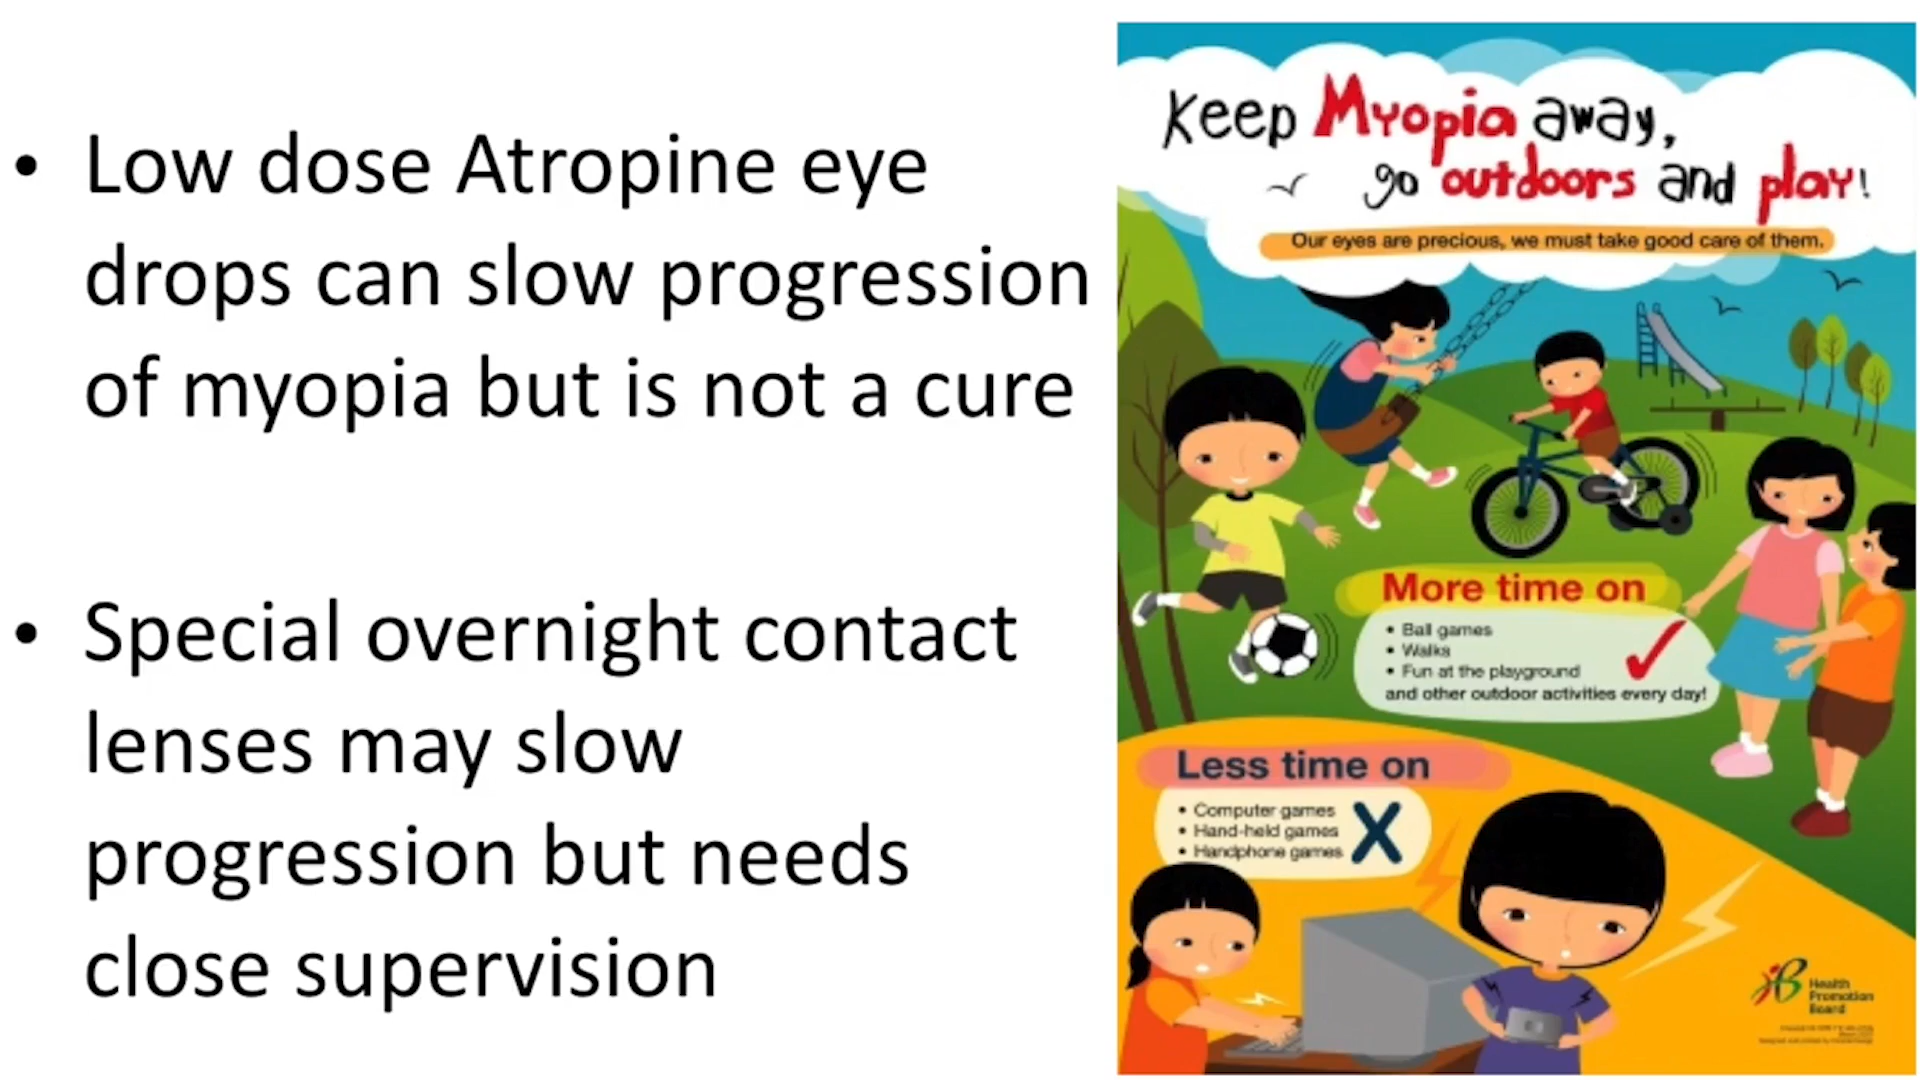 • Low dose Atropine eye
drops can slow progression
of myopia but is not a cure
• Special overnight contact
lenses may slow
progression but needs
close supervision
Keep Myopia away,
go outdoors and play!
Our eyes are precious, we must take good care of them.
More time on
• Ball games
• Walks
• Fun at the playground
and other outdoor activities every day!
Less time on
• Computer games
• Hand-held games
• Handphone games
Health
Promotion
Board